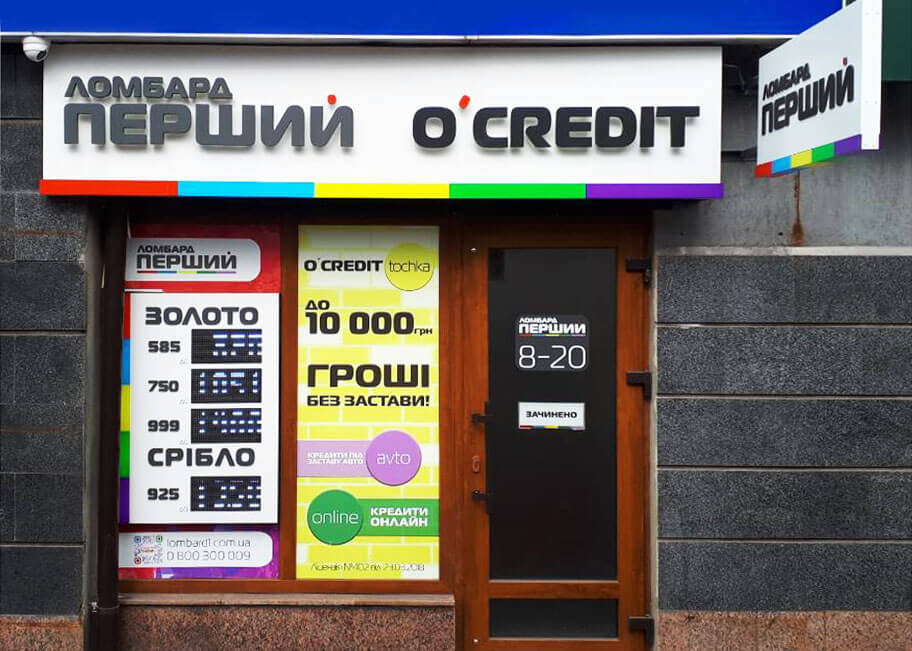 ЛОМБАРД
ПЕРШИЙ
O'CREDIT
ЛОМБАРД
ПЕРШИЙ
ЛОМБАРД
ПЕРШИЙ
ЗОЛОТО
585
750
999
СРІБЛО
925
lombard1.com.ua
0 800 300 009
O'CREDIT tochka
ДО
10 000 грн
ГРОШІ
БЕЗ ЗАСТАВИ!
КРЕДИТИ ПІД
ЗАСТАВУ АВТО
avto
online
КРЕДИТИ
ОНЛАЙН
ЛОМБАРД
ПЕРШИЙ
8-20
ЗАЧИНЕНО